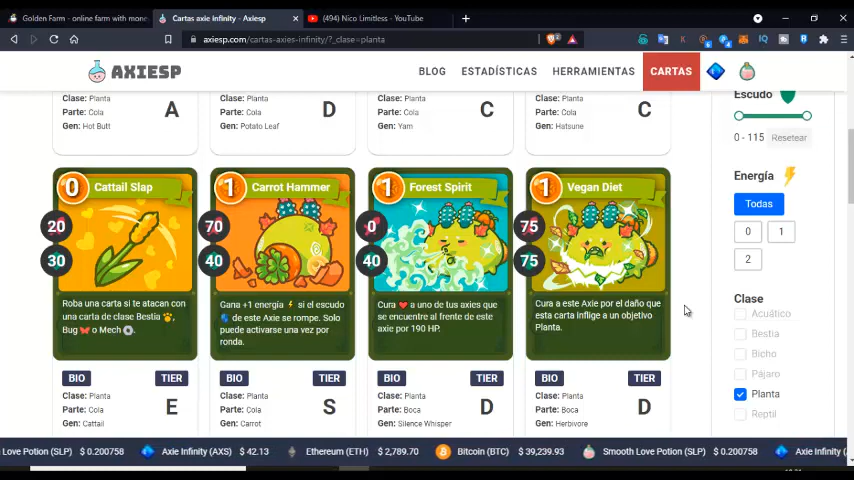 Golden Farm - online farm with mone
Cartas axie infinity - Axiesp
(494) Nico Limitless - YouTube
axiesp.com/cartas-axies-infinity/?_clase=planta
AXIESP
BLOG
ESTADÍSTICAS
HERRAMIENTAS
CARTAS
Clase: Planta
Parte: Cola
Gen: Hot Butt
A
Clase: Planta
Parte: Cola
Gen: Potato Leaf
D
Clase: Planta
Parte: Cola
Gen: Yam
C
Clase: Planta
Parte: Cola
Gen: Hatsune
C
Escudo
0 - 115
Resetear
Energía
Todas
0
1
2
Clase
Acuático
Bestia
Bicho
Pájaro
Planta
Reptil
0
Cattail Slap
20
30
Roba una carta si te atacan con
una carta de clase Bestia
Bug
o Mech
BIO
TIER
Clase: Planta
Parte: Cola
Gen: Cattail
E
1
Carrot Hammer
70
40
Gana +1 energía
si el escudo
de este Axie se rompe. Solo
puede activarse una vez por
ronda.
BIO
TIER
Clase: Planta
Parte: Cola
Gen: Carrot
S
1
Forest Spirit
0
40
Cura
a uno de tus axies que
se encuentre al frente de este
axie por 190 HP.
BIO
TIER
Clase: Planta
Parte: Boca
Gen: Silence Whisper
D
1
Vegan Diet
75
75
Cura a este Axie por el daño que
esta carta inflige a un objetivo
Planta.
BIO
TIER
Clase: Planta
Parte: Boca
Gen: Herbivore
D
Love Potion (SLP) $ 0.200758
Axie Infinity (AXS) $ 42.13
Ethereum (ETH) $ 2,789.70
Bitcoin (BTC) $ 39,239.93
Smooth Love Potion (SLP) $ 0.200758
Axie Infini